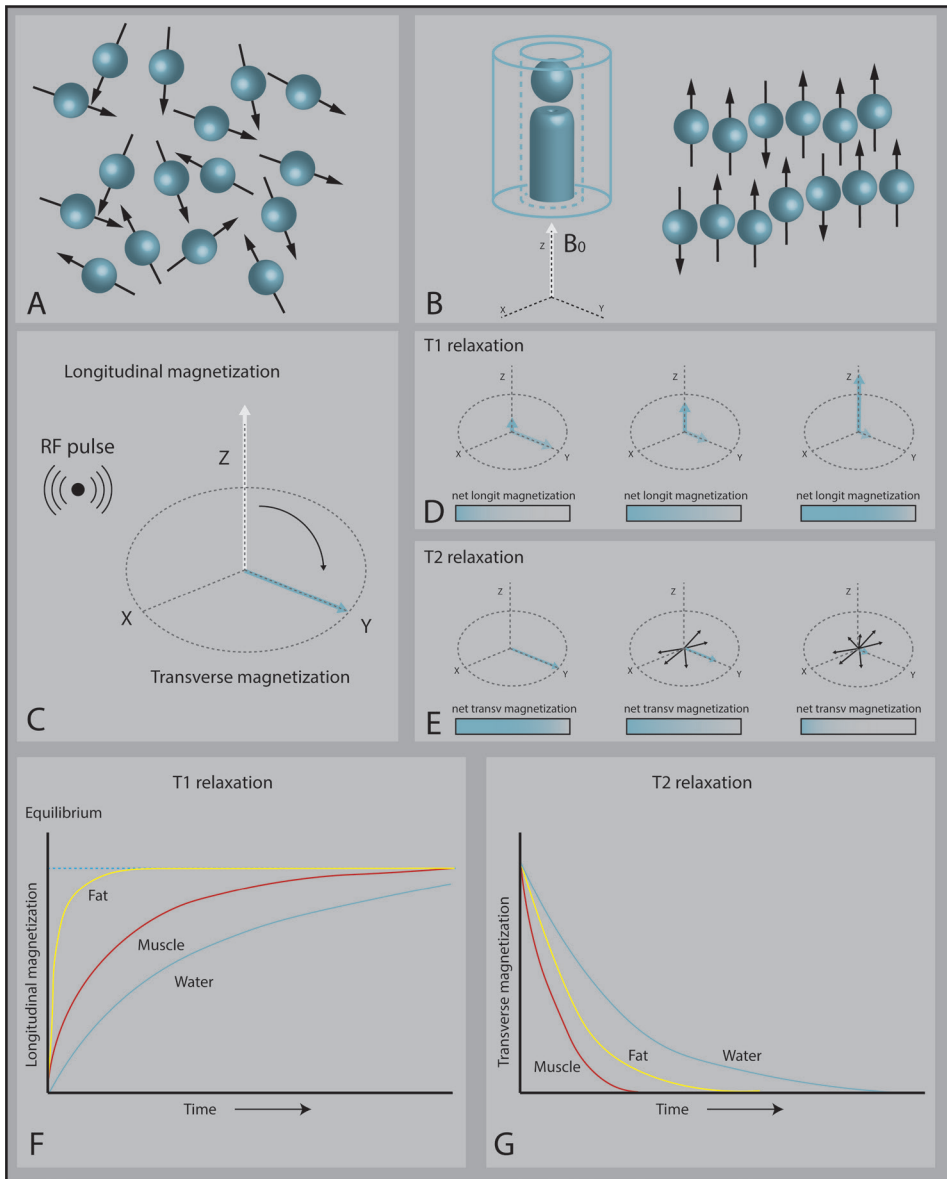 A
Z
B0
X
Y
B
Longitudinal magnetization
RF pulse
Z
X
Y
Transverse magnetization
C
T1 relaxation
Z
Z
Z
X
Y
X
Y
X
Y
net longit magnetization
net longit magnetization
net longit magnetization
D
T2 relaxation
Z
Z
Z
X
Y
X
Y
X
Y
net transv magnetization
net transv magnetization
net transv magnetization
E
T1 relaxation
Equilibrium
Longitudinal magnetization
Fat
Muscle
Water
Time
F
T2 relaxation
Transverse magnetization
Muscle
Fat
Water
Time
G